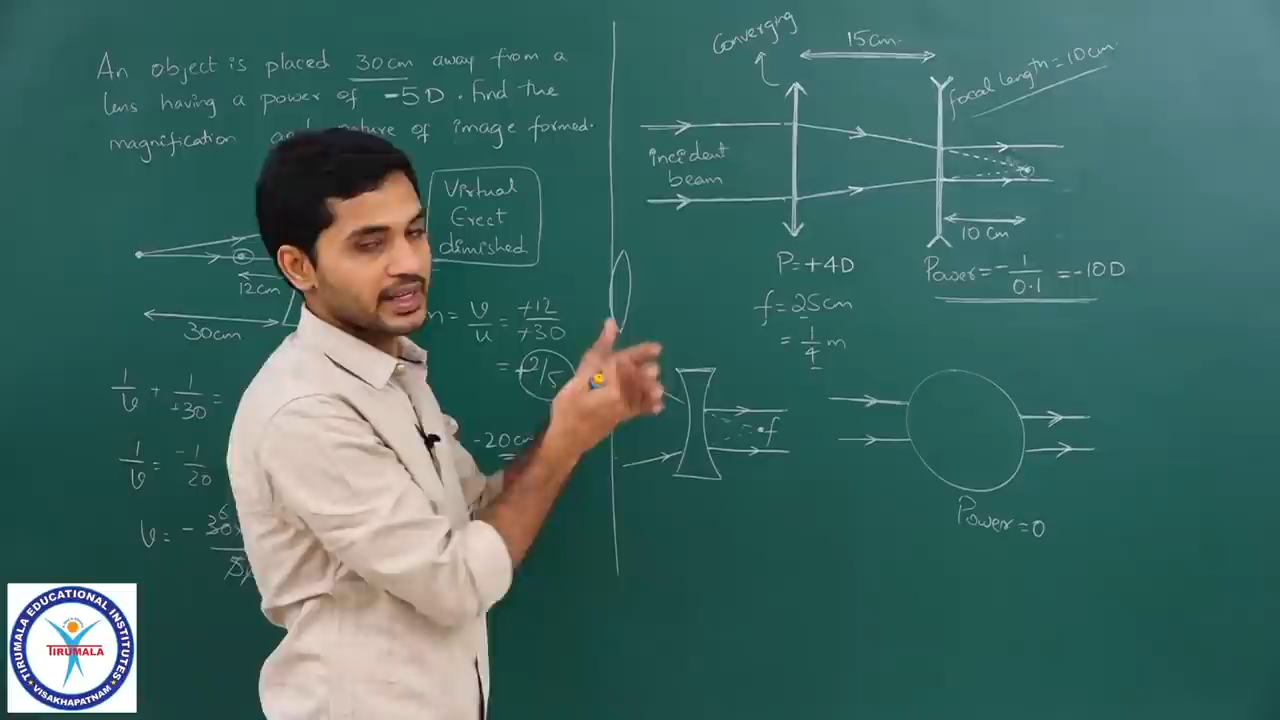 An object is placed 30cm away from a
lens having a power of -5D. find the
magnification and nature of image formed.
Virtual
Erect
diminished
12cm
30cm
m = v/u = +12/+30
= +2/5
1/v + 1/+30 =
1/v = -1/20
-20cm
v = - 30
6
Converging
15cm
focal length = 10cm
incident
beam
10cm
P = +4D
f = 25cm
= 1/4 m
Power = -1/0.1 = -10D
f
Power = 0
TIRUMALA EDUCATIONAL INSTITUTES
TIRUMALA
VISAKHAPATNAM